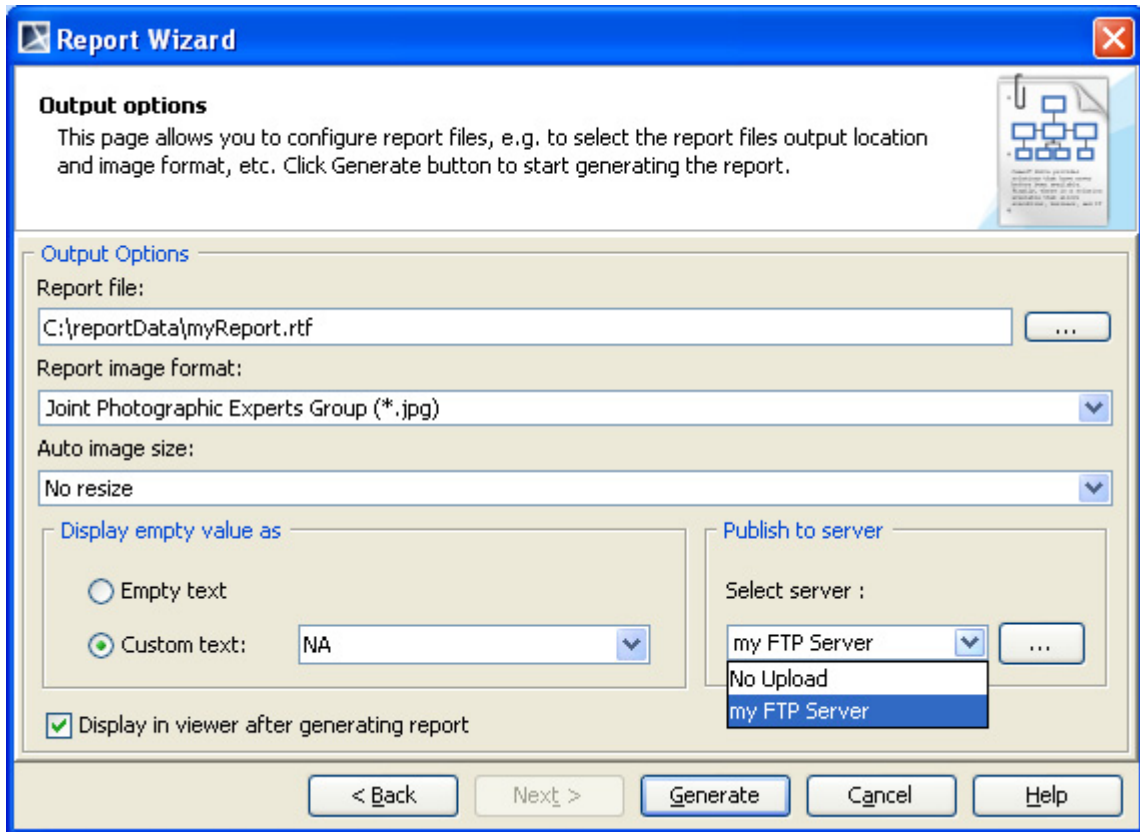 Report Wizard
Output options
This page allows you to configure report files, e.g. to select the report files output location
and image format, etc. Click Generate button to start generating the report.
Output Options
Report file:
C:\reportData\myReport.rtf
...
Report image format:
Joint Photographic Experts Group (*.jpg)
Auto image size:
No resize
Display empty value as
Empty text
Custom text:
NA
Publish to server
Select server :
my FTP Server
...
No Upload
my FTP Server
Display in viewer after generating report
< Back
Next >
Generate
Cancel
Help